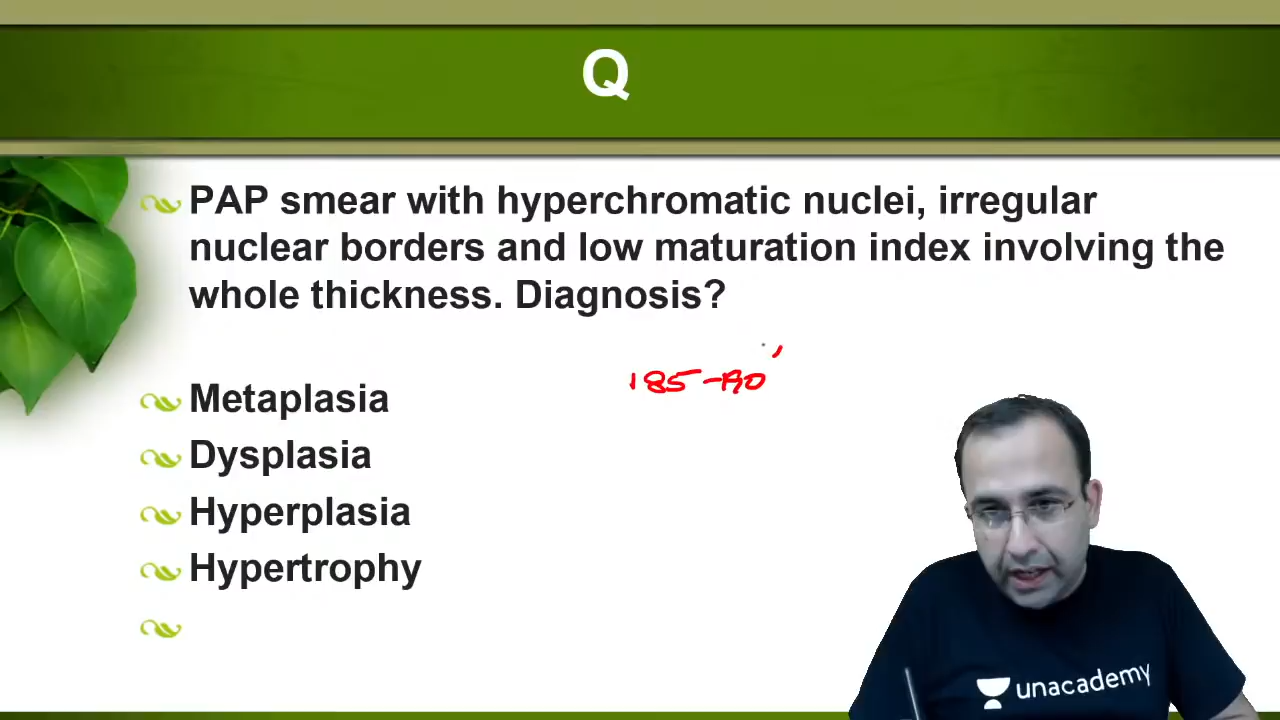 Q
PAP smear with hyperchromatic nuclei, irregular
nuclear borders and low maturation index involving the
whole thickness. Diagnosis?
185-190
Metaplasia
Dysplasia
Hyperplasia
Hypertrophy
unacademy